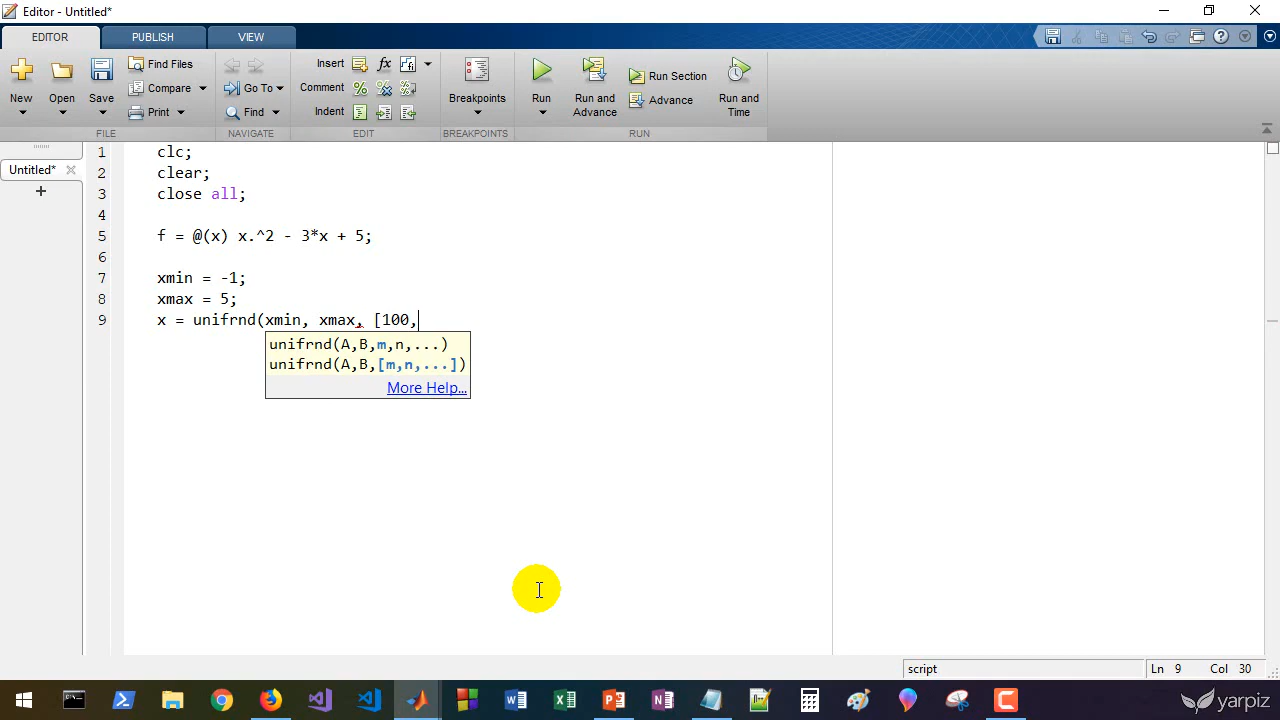 Editor - Untitled*
EDITOR
PUBLISH
VIEW
New
Open
Save
Find Files
Compare
Print
FILE
Go To
Find
NAVIGATE
Insert
Comment
Indent
EDIT
Breakpoints
BREAKPOINTS
Run
Run and Advance
Run Section
Advance
Run and Time
RUN
Untitled*
1 clc;
2 clear;
3 close all;
4
5 f = @(x) x.^2 - 3*x + 5;
6
7 xmin = -1;
8 xmax = 5;
9 x = unifrnd(xmin, xmax, [100,
unifrnd(A,B,m,n,...)
unifrnd(A,B,[m,n,...])
More Help...
script
Ln 9 Col 30
yarpiz